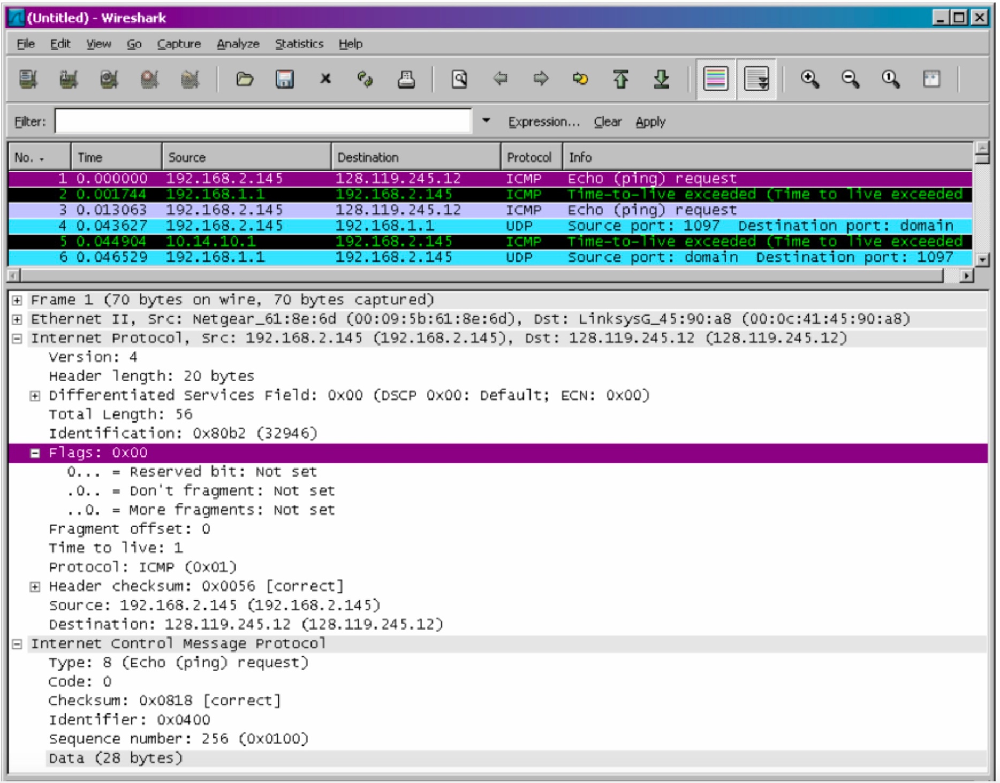 (Untitled) - Wireshark
File Edit View Go Capture Analyze Statistics Help
Filter: Expression... Clear Apply
No. Time Source Destination Protocol Info
1 0.000000 192.168.2.145 128.119.245.12 ICMP Echo (ping) request
2 0.001744 192.168.1.1 192.168.2.145 ICMP Time-to-live exceeded (Time to live exceeded
3 0.013063 192.168.2.145 128.119.245.12 ICMP Echo (ping) request
4 0.043627 192.168.2.145 192.168.1.1 UDP Source port: 1097 Destination port: domain
5 0.044904 10.14.10.1 192.168.2.145 ICMP Time-to-live exceeded (Time to live exceeded
6 0.046529 192.168.1.1 192.168.2.145 UDP Source port: domain Destination port: 1097
Frame 1 (70 bytes on wire, 70 bytes captured)
Ethernet II, Src: Netgear_61:8e:6d (00:09:5b:61:8e:6d), Dst: LinksysG_45:90:a8 (00:0c:41:45:90:a8)
Internet Protocol, Src: 192.168.2.145 (192.168.2.145), Dst: 128.119.245.12 (128.119.245.12)
Version: 4
Header length: 20 bytes
Differentiated Services Field: 0x00 (DSCP 0x00: Default; ECN: 0x00)
Total Length: 56
Identification: 0x80b2 (32946)
Flags: 0x00
0... = Reserved bit: Not set
.0.. = Don't fragment: Not set
..0. = More fragments: Not set
Fragment offset: 0
Time to live: 1
Protocol: ICMP (0x01)
Header checksum: 0x0056 [correct]
Source: 192.168.2.145 (192.168.2.145)
Destination: 128.119.245.12 (128.119.245.12)
Internet Control Message Protocol
Type: 8 (Echo (ping) request)
Code: 0
Checksum: 0x0818 [correct]
Identifier: 0x0400
Sequence number: 256 (0x0100)
Data (28 bytes)